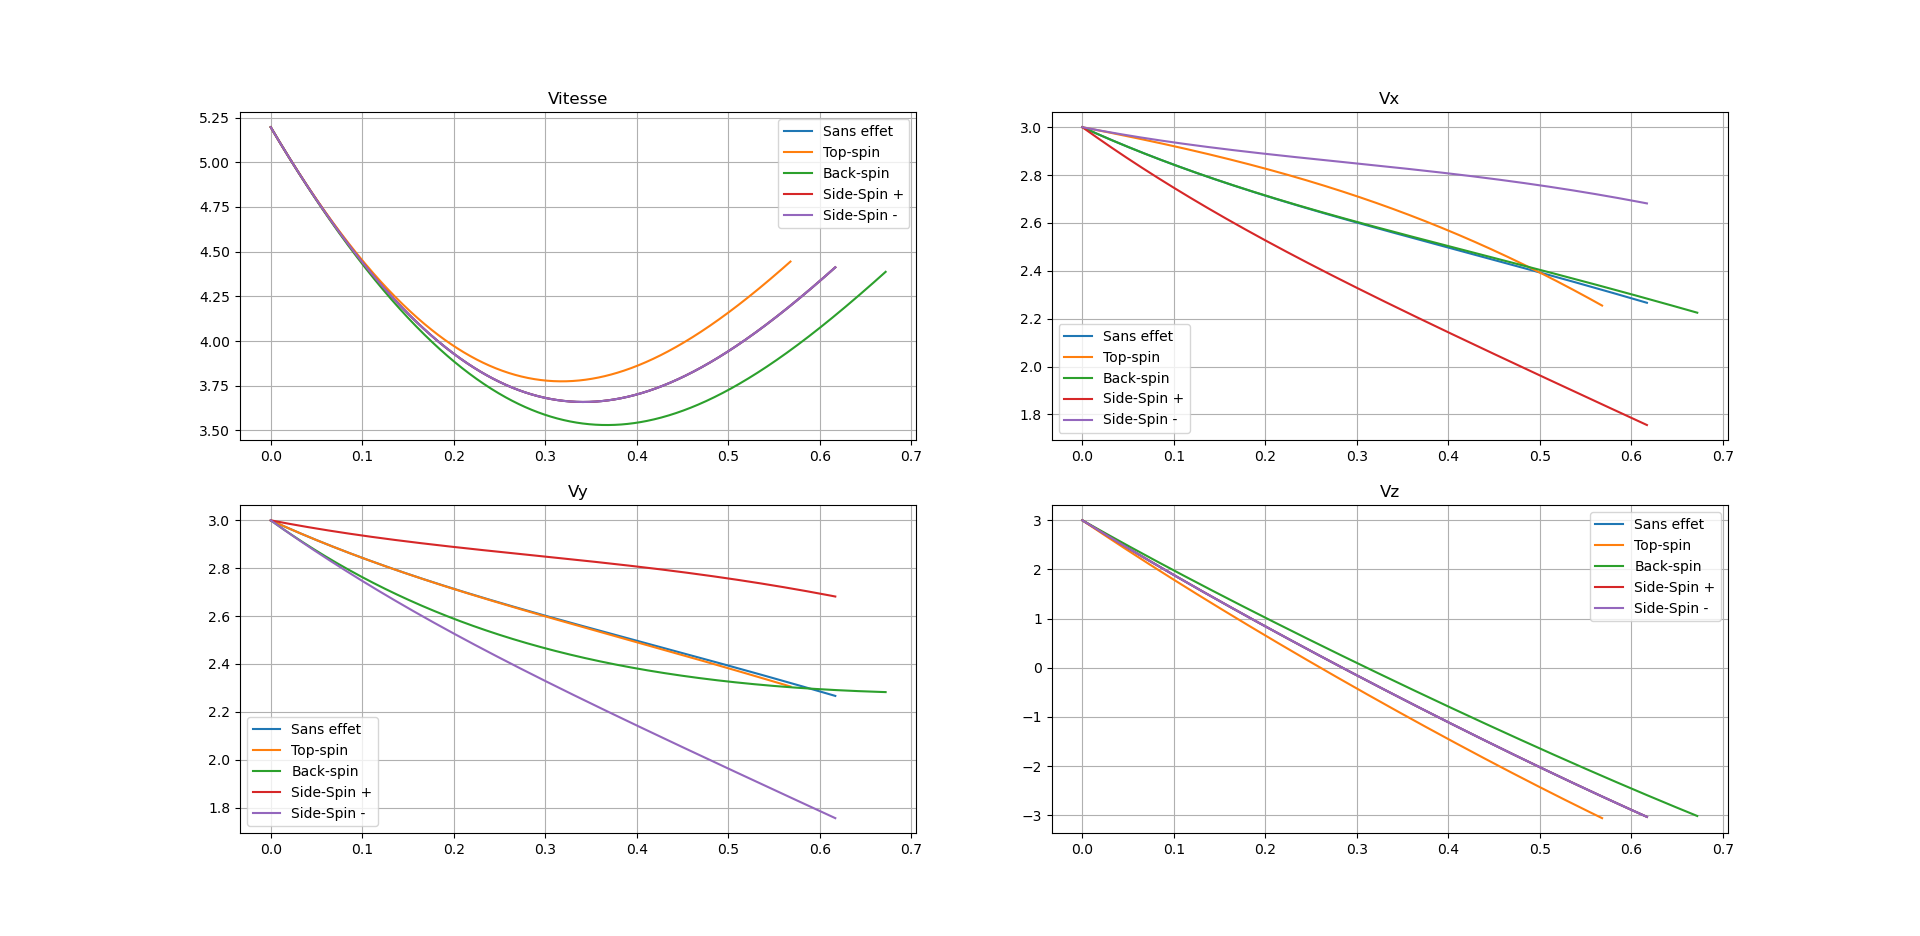 Vitesse
5.25
5.00
4.75
4.50
4.25
4.00
3.75
3.50
Sans effet
Top-spin
Back-spin
Side-Spin +
Side-Spin -
0.0 0.1 0.2 0.3 0.4 0.5 0.6 0.7
Vx
3.0
2.8
2.6
2.4
2.2
2.0
1.8
Sans effet
Top-spin
Back-spin
Side-Spin +
Side-Spin -
0.0 0.1 0.2 0.3 0.4 0.5 0.6 0.7
Vy
3.0
2.8
2.6
2.4
2.2
2.0
1.8
Sans effet
Top-spin
Back-spin
Side-Spin +
Side-Spin -
0.0 0.1 0.2 0.3 0.4 0.5 0.6 0.7
Vz
3
2
1
0
−1
−2
−3
Sans effet
Top-spin
Back-spin
Side-Spin +
Side-Spin -
0.0 0.1 0.2 0.3 0.4 0.5 0.6 0.7